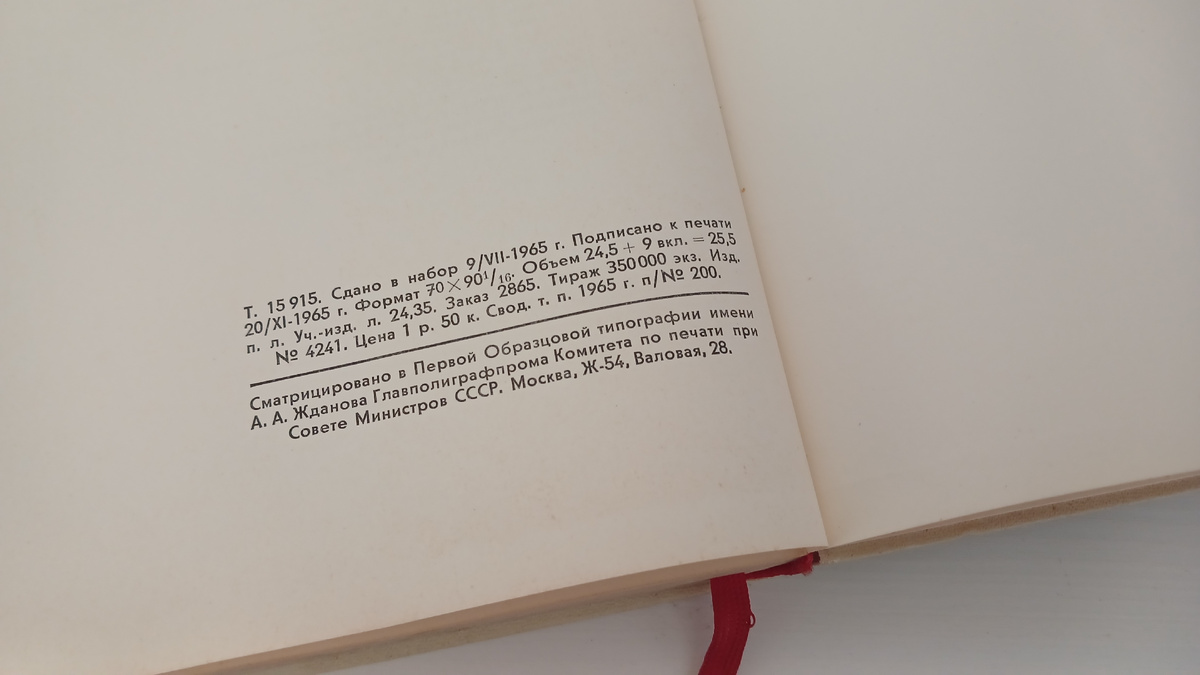 Т. 15 915. Сдано в набор 9/VII-1965 г. Подписано к печати
20/XI-1965 г. Формат 70×90¹/₁₆. Объем 24,5 + 9 вкл. = 25,5
п. л. Уч.-изд. л. 24,35. Заказ 2865. Тираж 350000 экз. Изд.
№ 4241. Цена 1 р. 50 к. Свод. т. п. 1965 г. п/№ 200.
Сматрицировано в Первой Образцовой типографии имени
А. А. Жданова Главполиграфпрома Комитета по печати при
Совете Министров СССР. Москва, Ж-54, Валовая, 28.